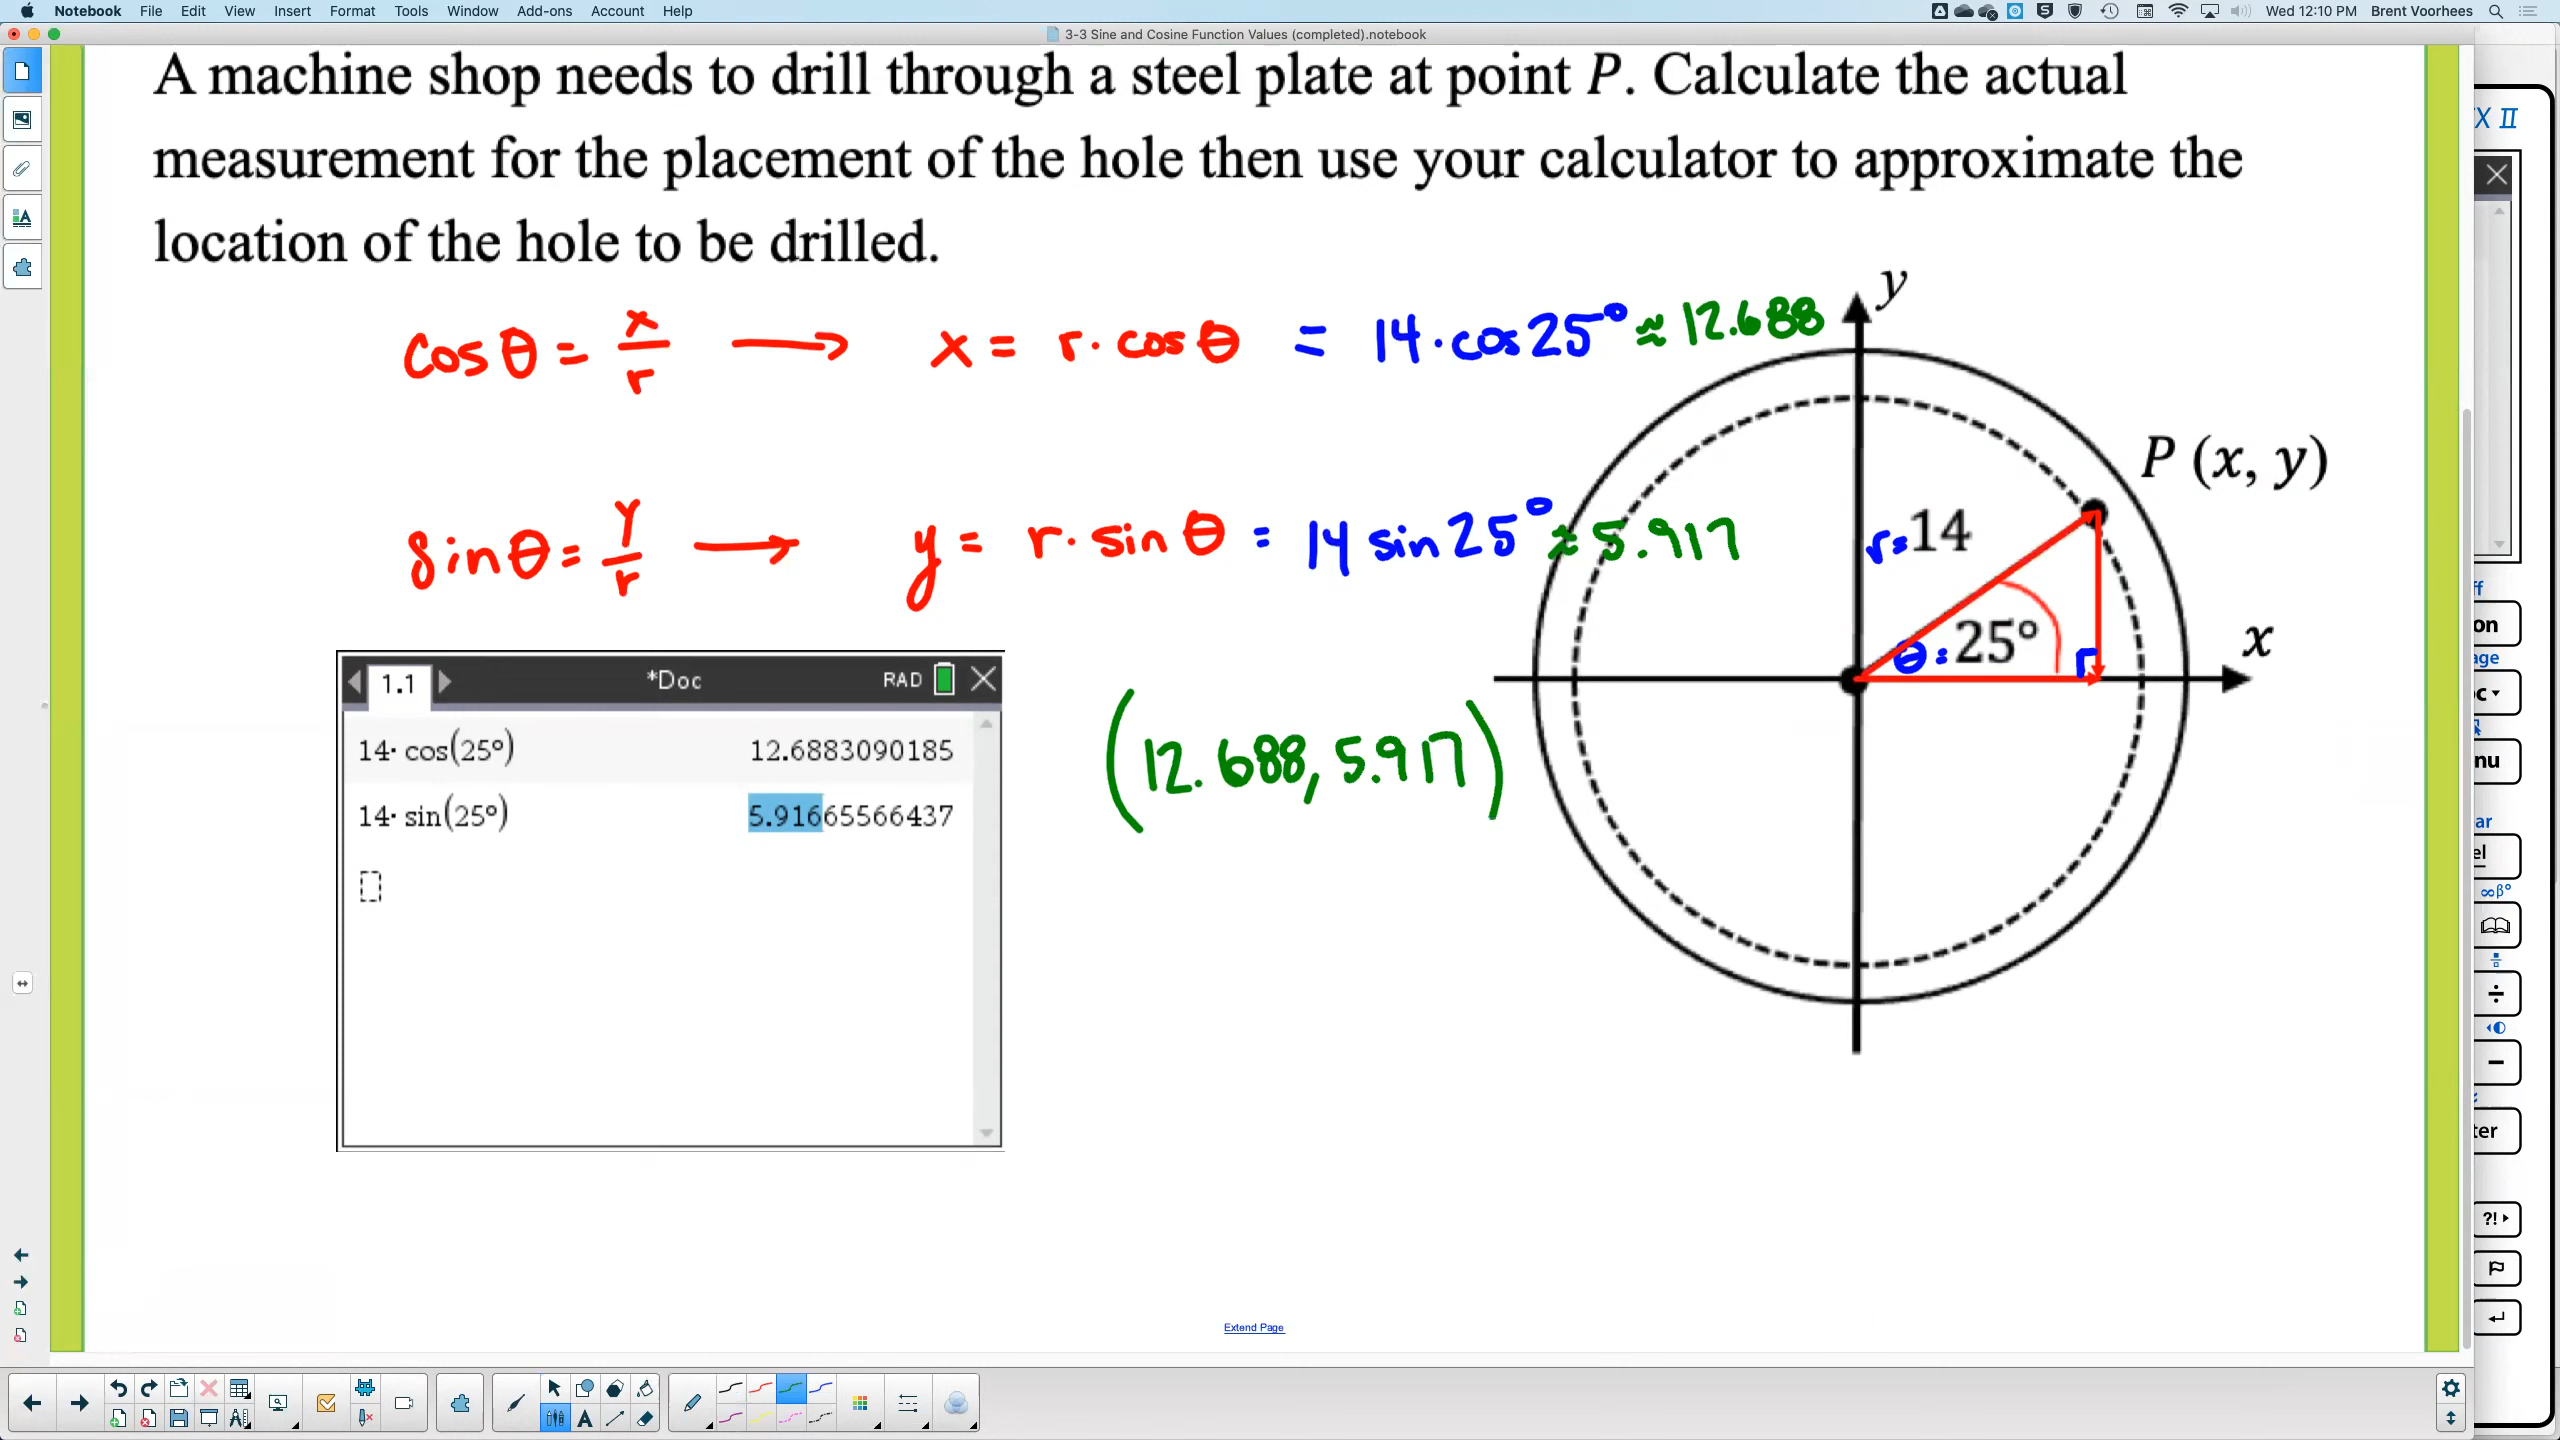 Notebook File Edit View Insert Format Tools Window Add-ons Account Help Wed 12:10 PM Brent Voorhees
3-3 Sine and Cosine Function Values (completed).notebook
A machine shop needs to drill through a steel plate at point P. Calculate the actual
measurement for the placement of the hole then use your calculator to approximate the
location of the hole to be drilled.
cos θ = x/r → x = r · cos θ = 14 · cos 25° ≈ 12.688
y
P (x, y)
sin θ = y/r → y = r · sin θ = 14 sin 25° ≈ 5.917
r = 14
θ = 25°
x
(12.688, 5.917)
1.1 *Doc RAD
14· cos(25°) 12.6883090185
14· sin(25°) 5.91665566437
Extend Page
X II
on
nu
ter
?!